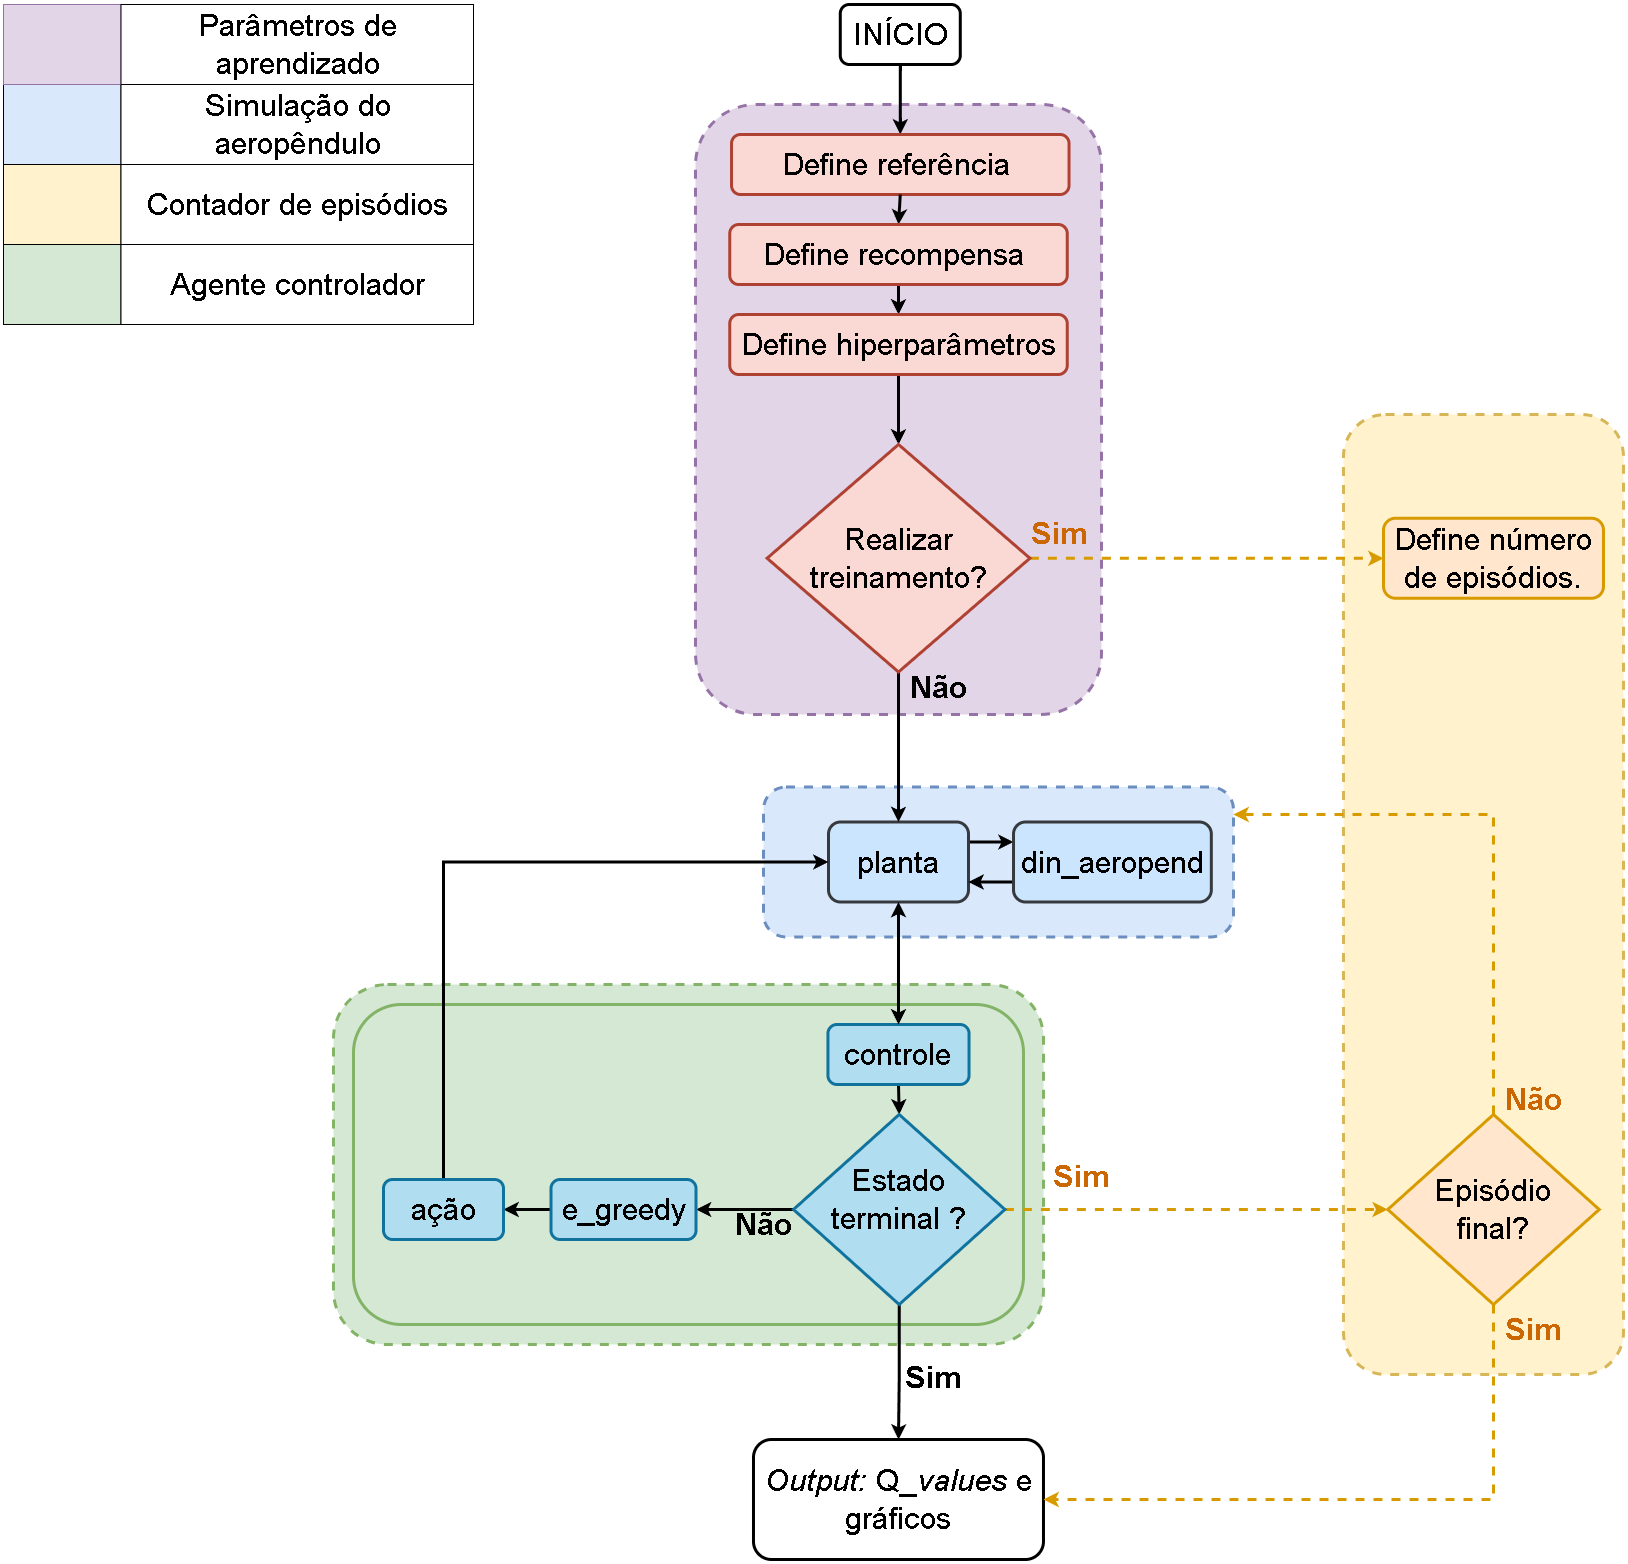 Parâmetros de
aprendizado
Simulação do
aeropêndulo
Contador de episódios
Agente controlador
INÍCIO
Define referência
Define recompensa
Define hiperparâmetros
Realizar
treinamento?
Sim
Não
Define número
de episódios.
planta
din_aeropend
controle
Estado
terminal ?
Não
e_greedy
ação
Sim
Sim
Episódio
final?
Não
Sim
Output: Q_values e
gráficos